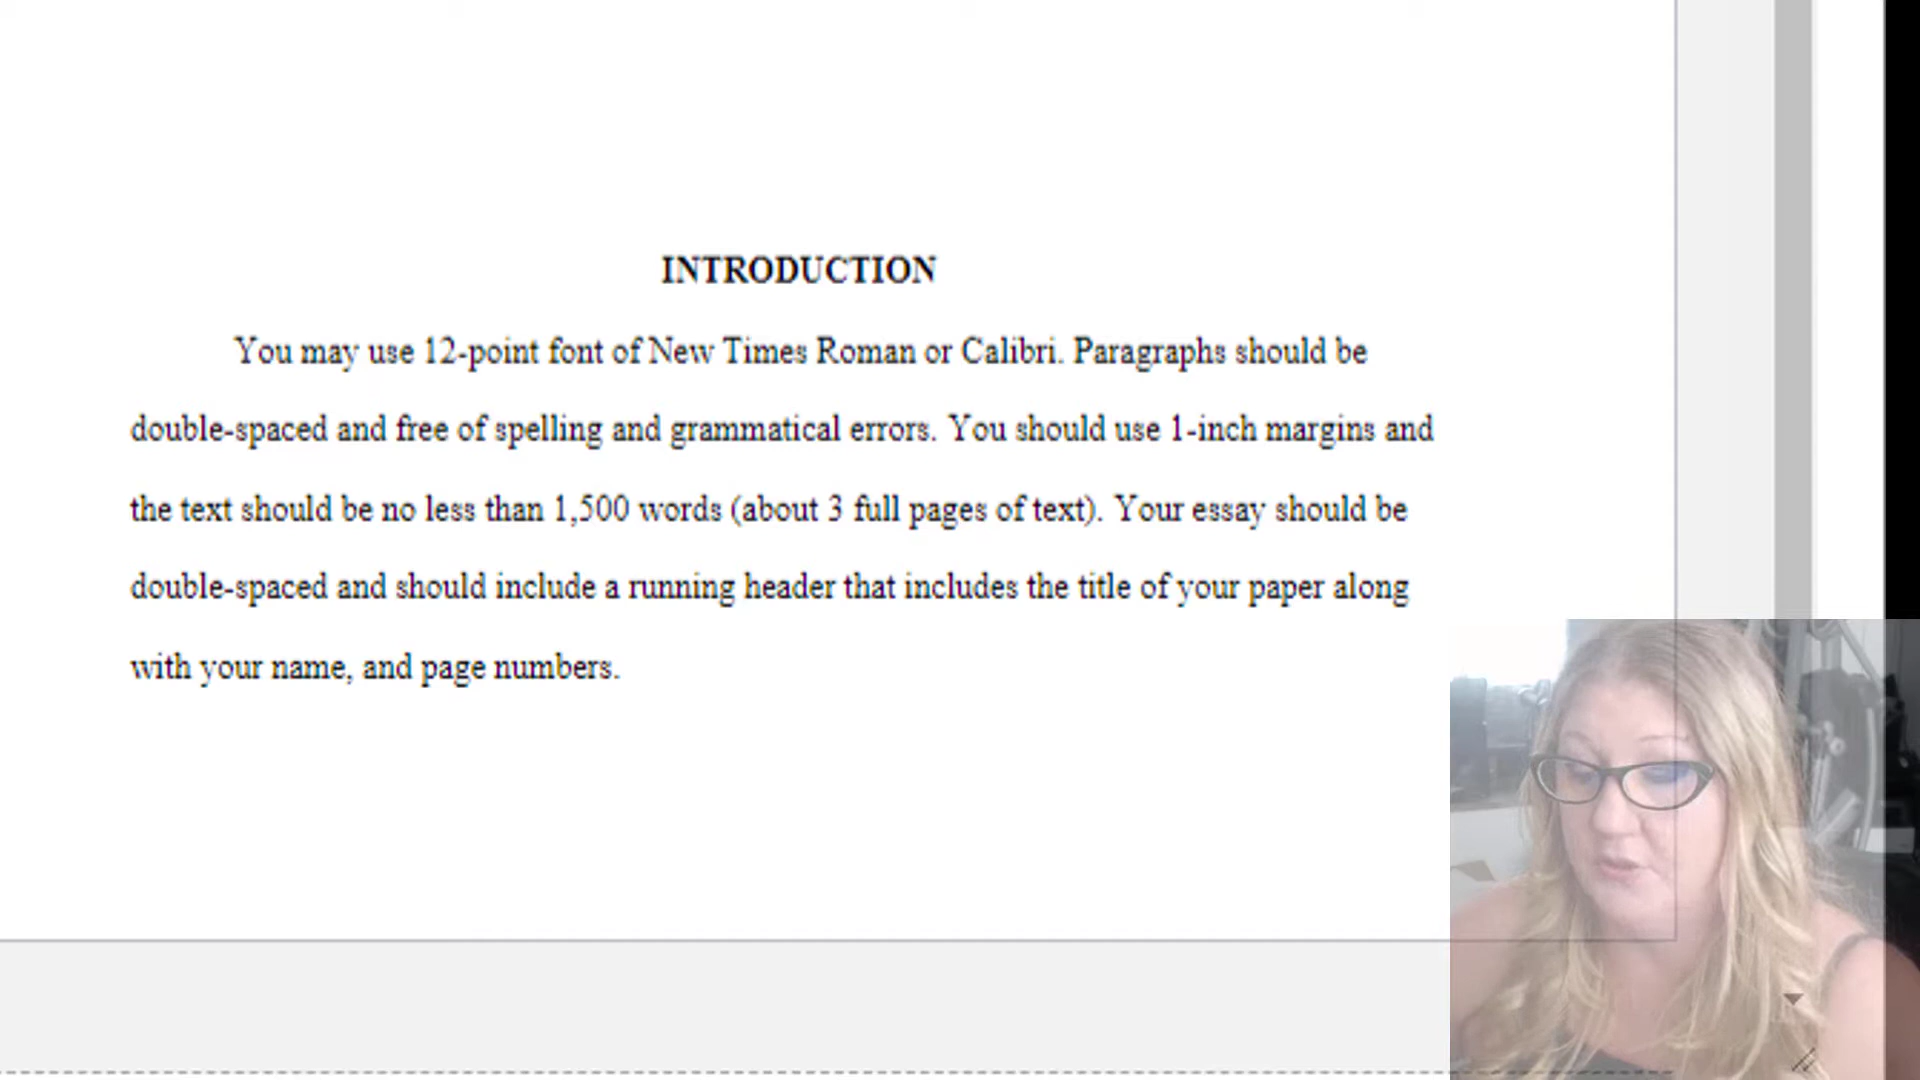 INTRODUCTION
You may use 12-point font of New Times Roman or Calibri. Paragraphs should be
double-spaced and free of spelling and grammatical errors. You should use 1-inch margins and
the text should be no less than 1,500 words (about 3 full pages of text). Your essay should be
double-spaced and should include a running header that includes the title of your paper along
with your name, and page numbers.